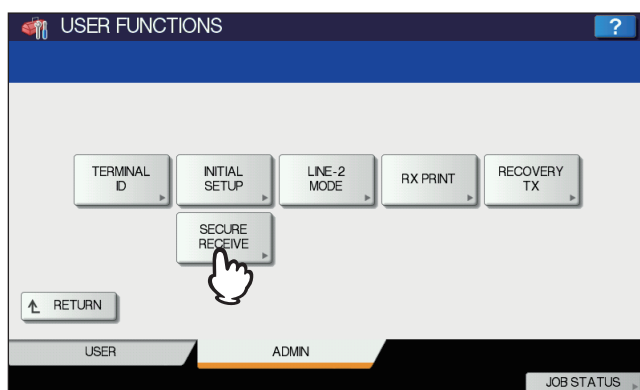 USER FUNCTIONS
?
TERMINAL
ID
INITIAL
SETUP
LINE-2
MODE
RX PRINT
RECOVERY
TX
SECURE
RECEIVE
RETURN
USER
ADMIN
JOB STATUS